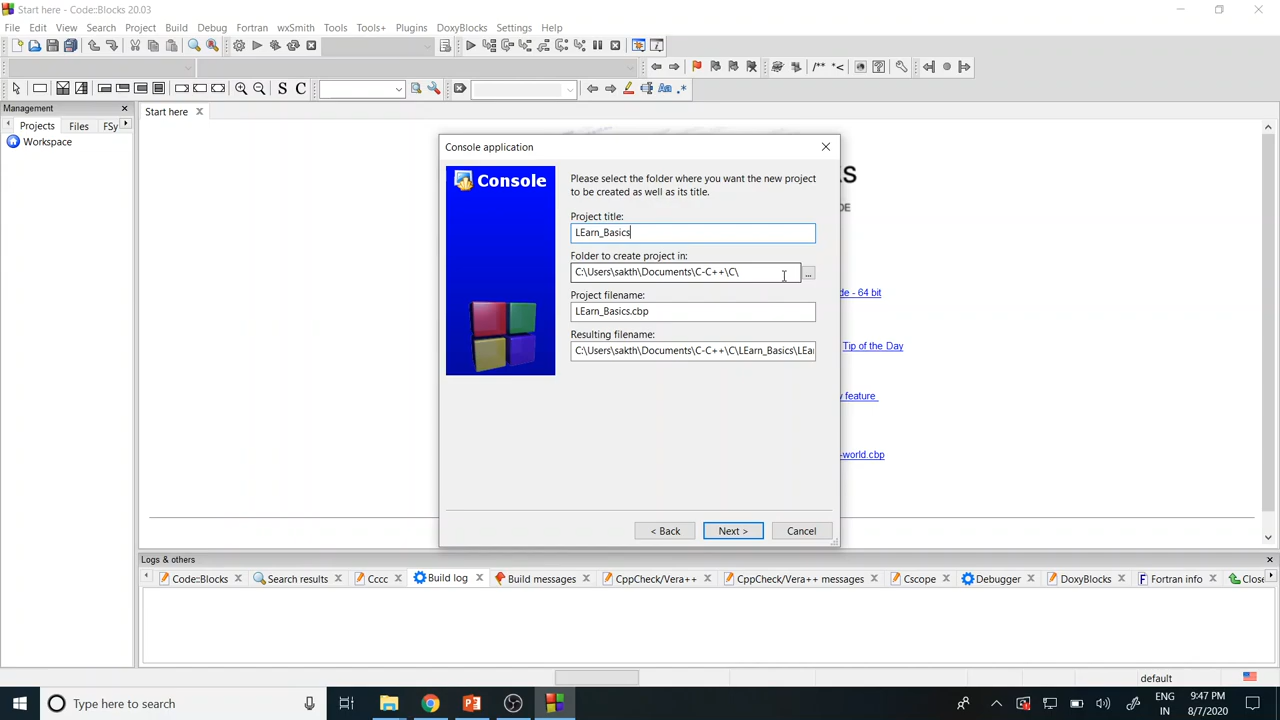 Start here - Code::Blocks 20.03
File Edit View Search Project Build Debug Fortran wxSmith Tools Tools+ Plugins DoxyBlocks Settings Help
/** *<
S C
Aa .*
Management
Projects Files FSy
Workspace
Start here
AS
DE
de - 64 bit
Tip of the Day
feature
-world.cbp
Console application
Console
Please select the folder where you want the new project
to be created as well as its title.
Project title:
LEarn_Basics
Folder to create project in:
C:\Users\sakth\Documents\C-C++\C\
...
Project filename:
LEarn_Basics.cbp
Resulting filename:
C:\Users\sakth\Documents\C-C++\C\LEarn_Basics\LEar
< Back Next > Cancel
Logs & others
Code::Blocks Search results Cccc Build log Build messages CppCheck/Vera++ CppCheck/Vera++ messages Cscope Debugger DoxyBlocks Fortran info Close
default
Type here to search
ENG
IN
9:47 PM
8/7/2020